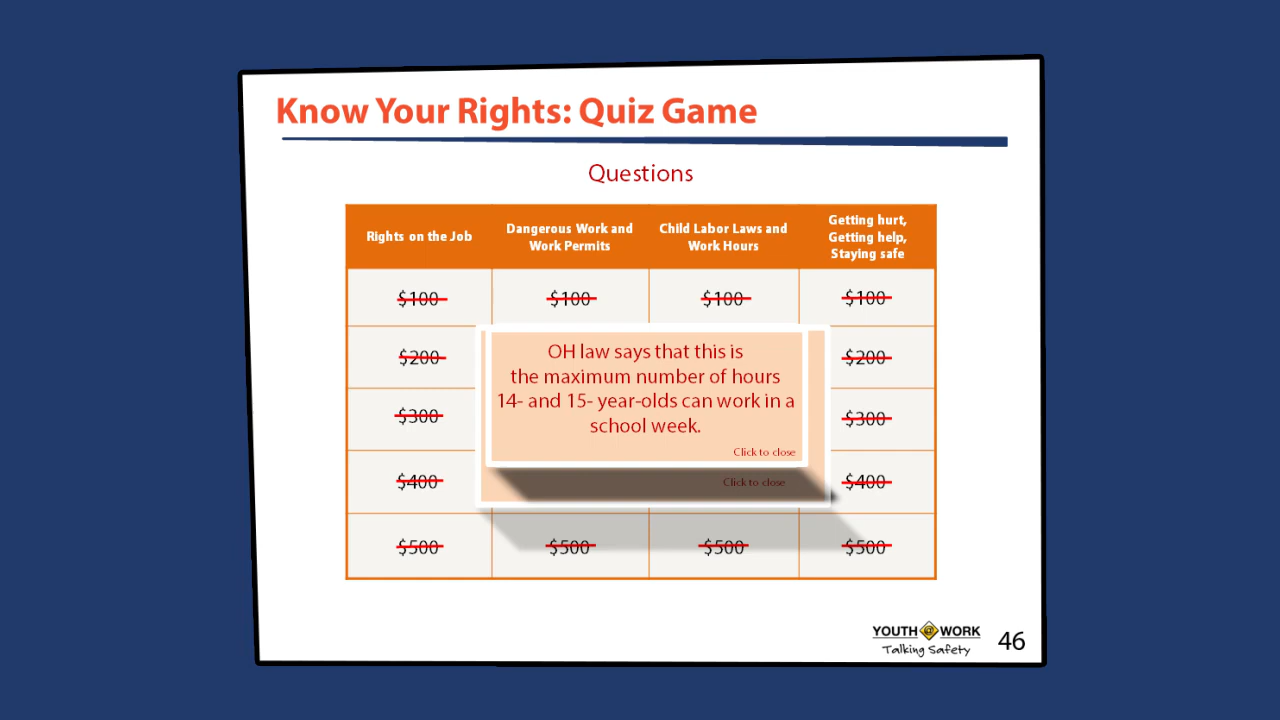 Know Your Rights: Quiz Game
Questions
Rights on the Job
Dangerous Work and
Work Permits
Child Labor Laws and
Work Hours
Getting hurt,
Getting help,
Staying safe
$100 $100 $100 $100
$200 $200
$300 $300
$400 $400
$500 $500 $500 $500
OH law says that this is
the maximum number of hours
14- and 15- year-olds can work in a
school week.
Click to close
Click to close
YOUTH @ WORK
Talking Safety
46